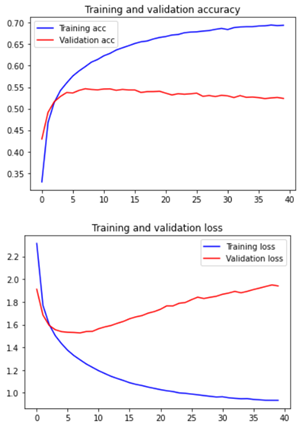 Training and validation accuracy
0.70
0.65
0.60
0.55
0.50
0.45
0.40
0.35
Training acc
Validation acc
0 5 10 15 20 25 30 35 40
Training and validation loss
2.2
2.0
1.8
1.6
1.4
1.2
1.0
Training loss
Validation loss
0 5 10 15 20 25 30 35 40